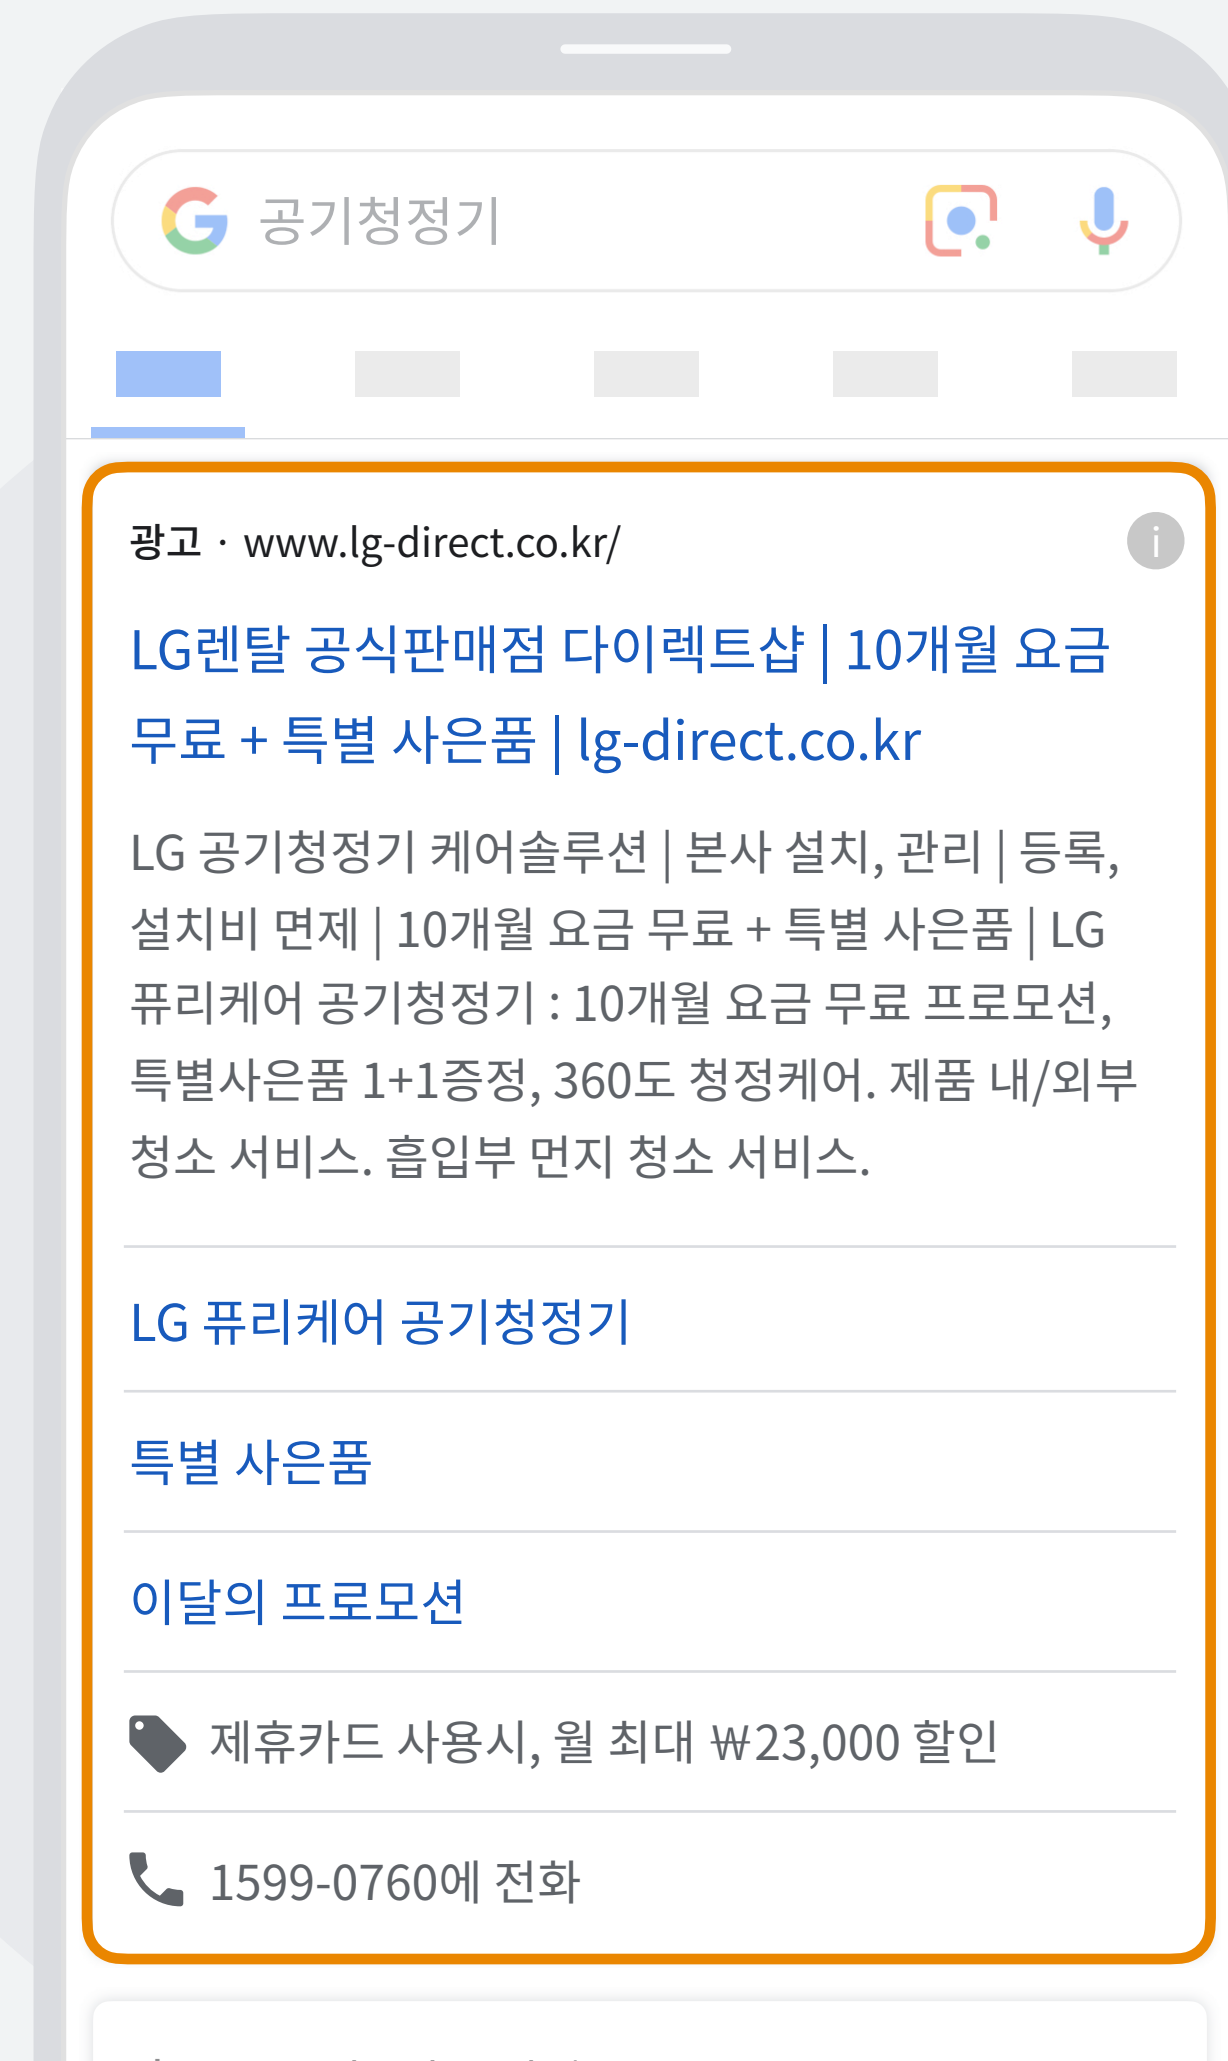 공기청정기
광고 · www.lg-direct.co.kr/
LG렌탈 공식판매점 다이렉트샵 | 10개월 요금
무료 + 특별 사은품 | lg-direct.co.kr
LG 공기청정기 케어솔루션 | 본사 설치, 관리 | 등록,
설치비 면제 | 10개월 요금 무료 + 특별 사은품 | LG
퓨리케어 공기청정기 : 10개월 요금 무료 프로모션,
특별사은품 1+1증정, 360도 청정케어. 제품 내/외부
청소 서비스. 흡입부 먼지 청소 서비스.
LG 퓨리케어 공기청정기
특별 사은품
이달의 프로모션
제휴카드 사용시, 월 최대 ₩23,000 할인
1599-0760에 전화